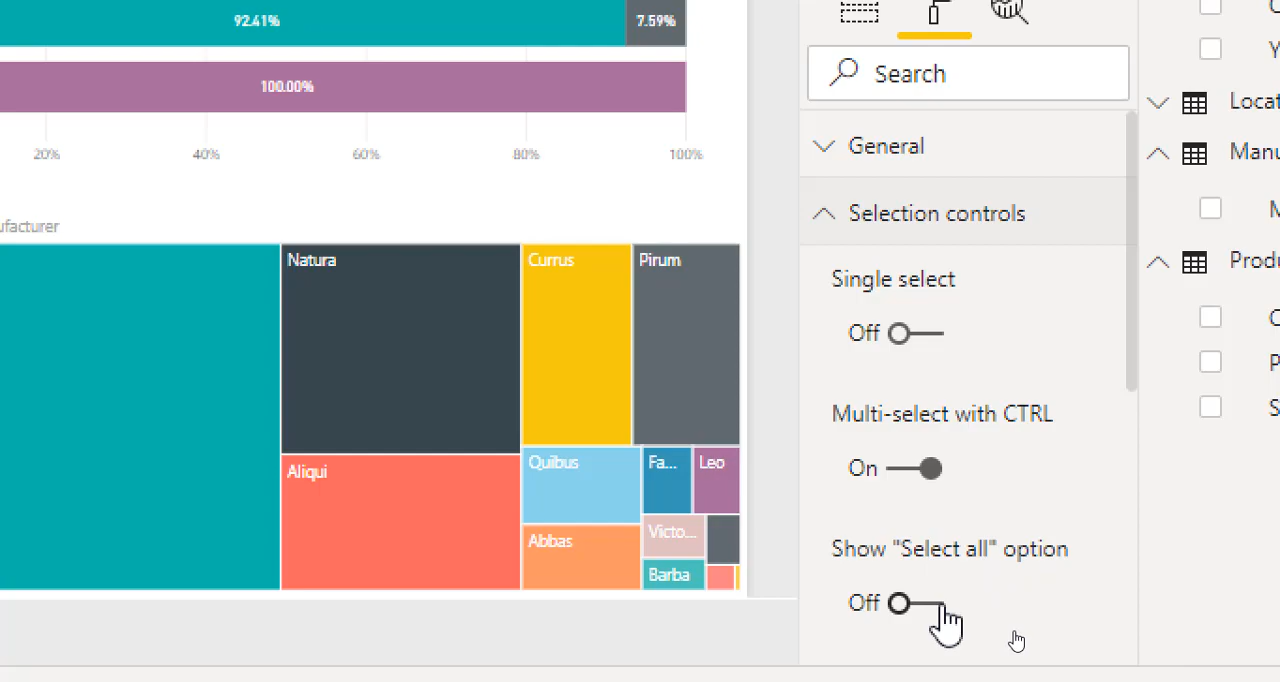 92.41% 7.59%
100.00%
20% 40% 60% 80% 100%
ufacturer
Natura
Currus
Pirum
Aliqui
Quibus
Fa...
Leo
Abbas
Victo...
Barba
Search
General
Selection controls
Single select
Off
Multi-select with CTRL
On
Show "Select all" option
Off
Y
Locat
Manu
M
Produ
C
P
S